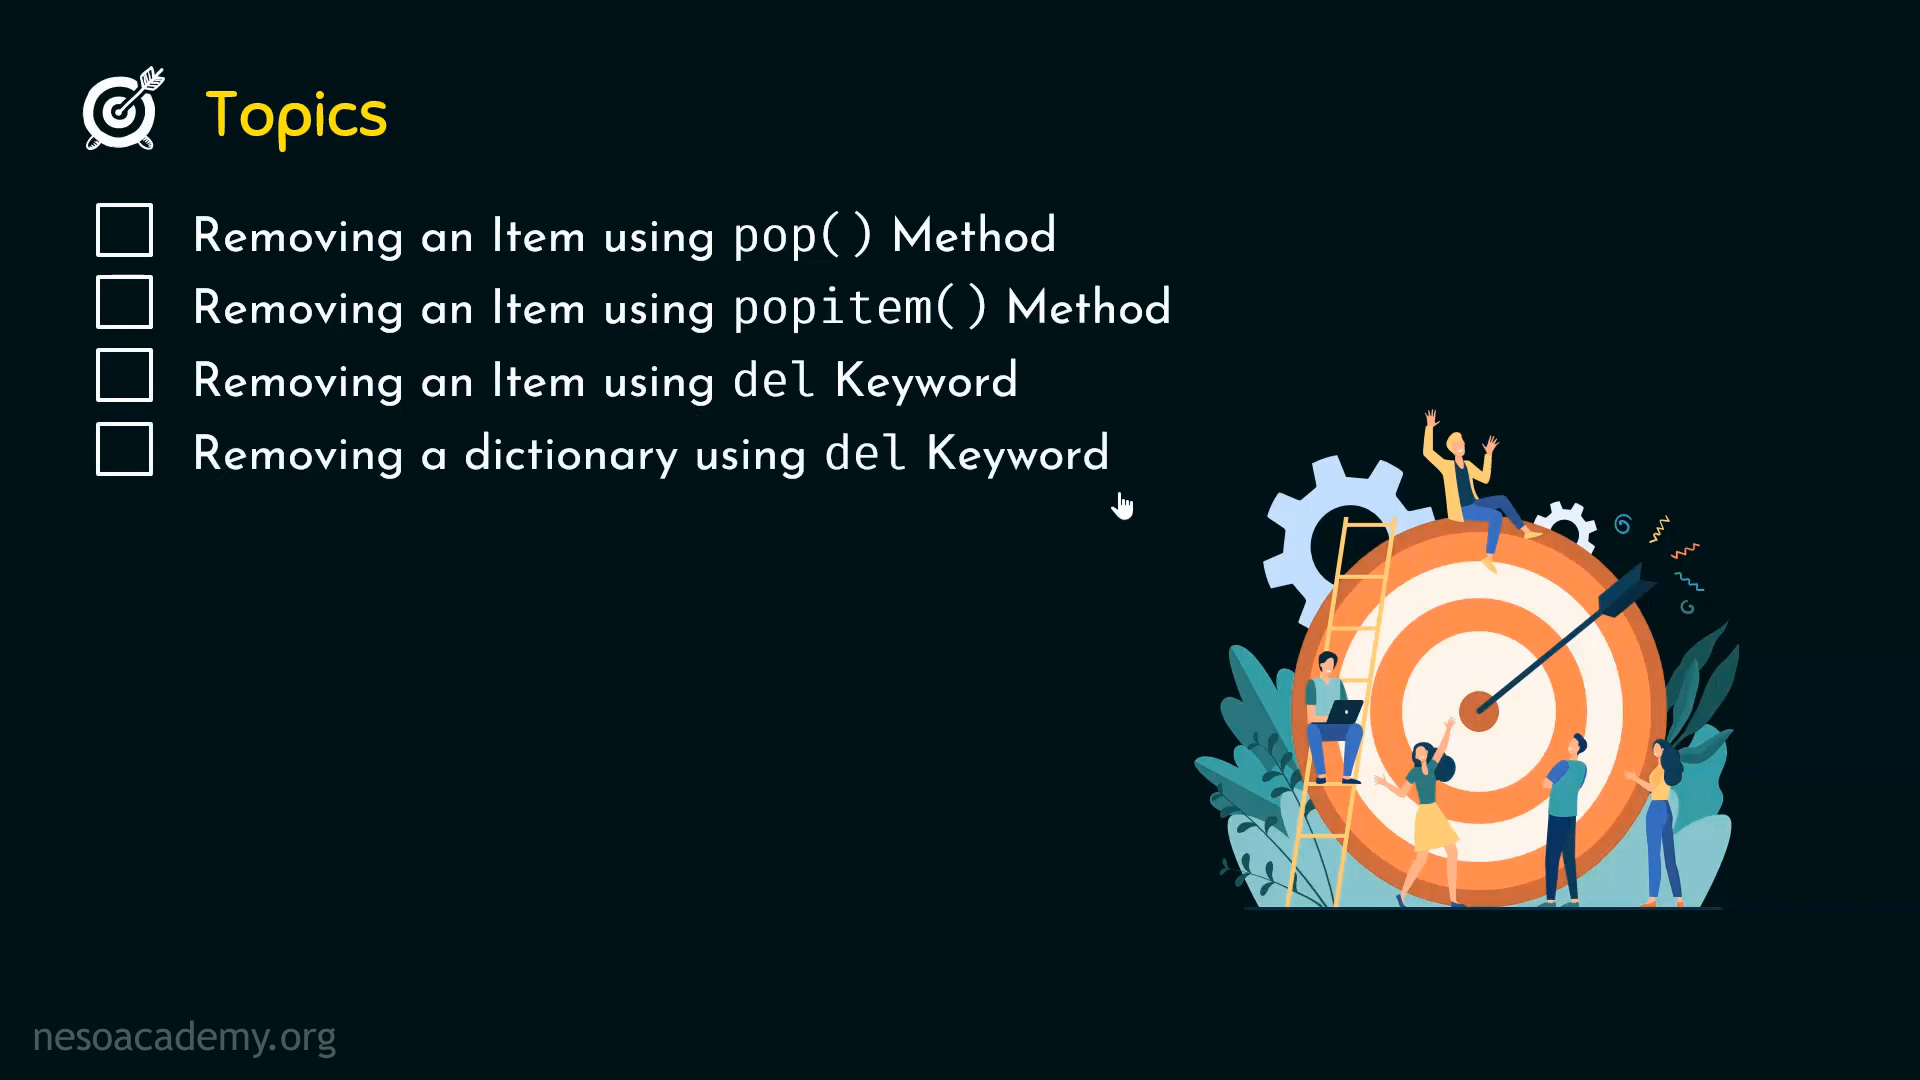 Topics
Removing an Item using pop() Method
Removing an Item using popitem() Method
Removing an Item using del Keyword
Removing a dictionary using del Keyword
nesoacademy.org